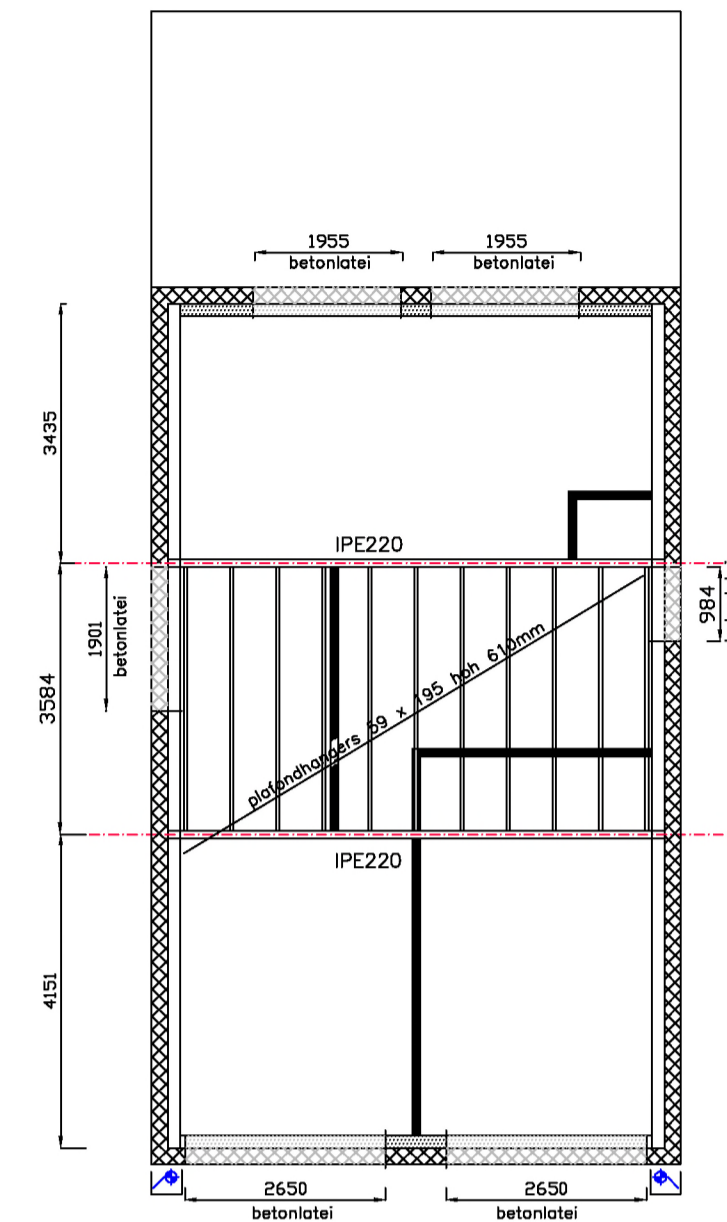 1955
betonlatei
1955
betonlatei
3435
IPE220
1901
betonlatei
984
3584
plafondhangers 59 x 195 hoh 610mm
IPE220
4151
2650
betonlatei
2650
betonlatei